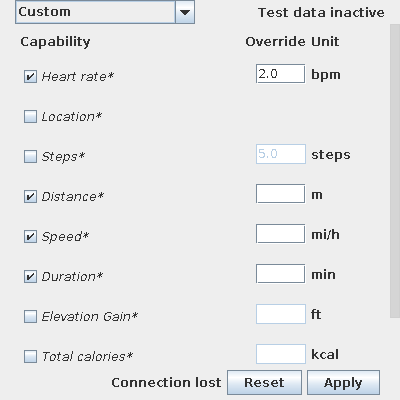 Custom Test data inactive
Capability Override Unit
Heart rate* 2.0 bpm
Location*
Steps* 5.0 steps
Distance* m
Speed* mi/h
Duration* min
Elevation Gain* ft
Total calories* kcal
Connection lost Reset Apply